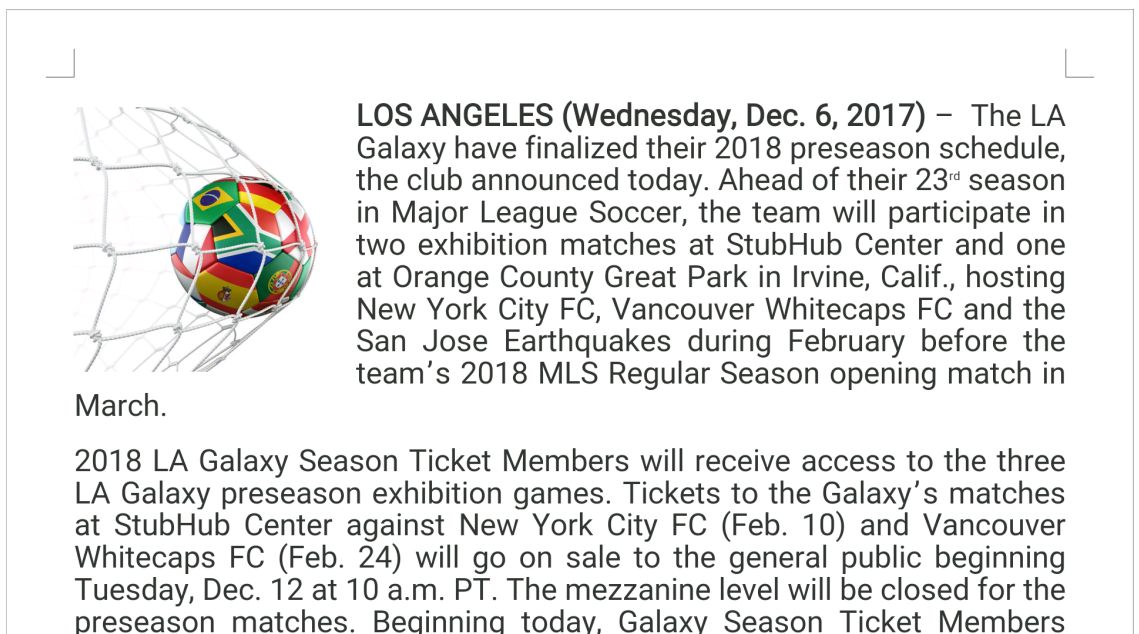 LOS ANGELES (Wednesday, Dec. 6, 2017) – The LA
Galaxy have finalized their 2018 preseason schedule,
the club announced today. Ahead of their 23rd season
in Major League Soccer, the team will participate in
two exhibition matches at StubHub Center and one
at Orange County Great Park in Irvine, Calif., hosting
New York City FC, Vancouver Whitecaps FC and the
San Jose Earthquakes during February before the
team’s 2018 MLS Regular Season opening match in
March.
2018 LA Galaxy Season Ticket Members will receive access to the three
LA Galaxy preseason exhibition games. Tickets to the Galaxy’s matches
at StubHub Center against New York City FC (Feb. 10) and Vancouver
Whitecaps FC (Feb. 24) will go on sale to the general public beginning
Tuesday, Dec. 12 at 10 a.m. PT. The mezzanine level will be closed for the
preseason matches. Beginning today, Galaxy Season Ticket Members